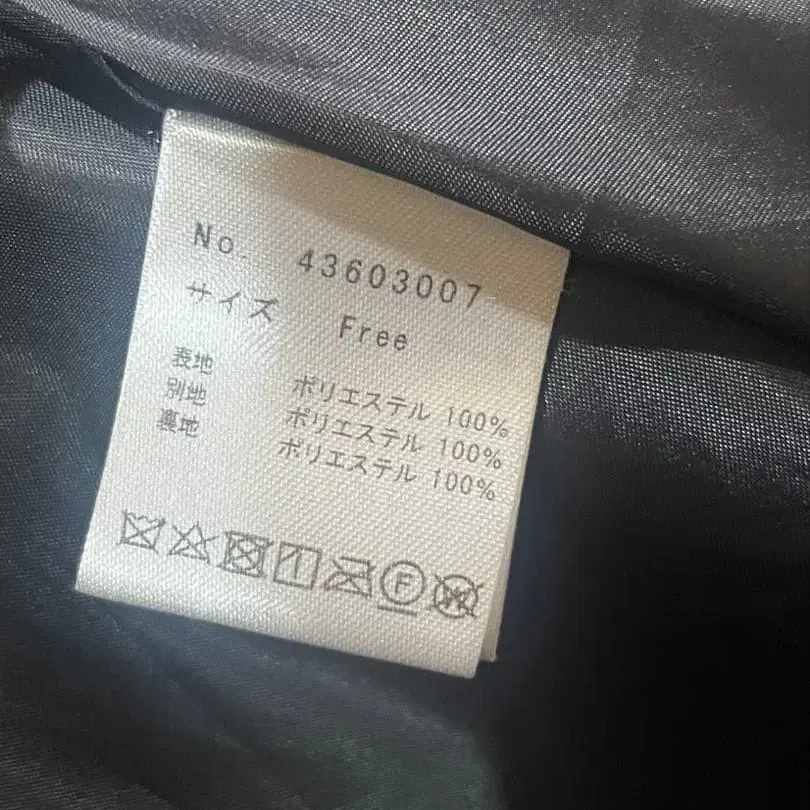 No. 43603007
サイズ Free
表地 ポリエステル 100%
別地 ポリエステル 100%
裏地 ポリエステル 100%
F
W